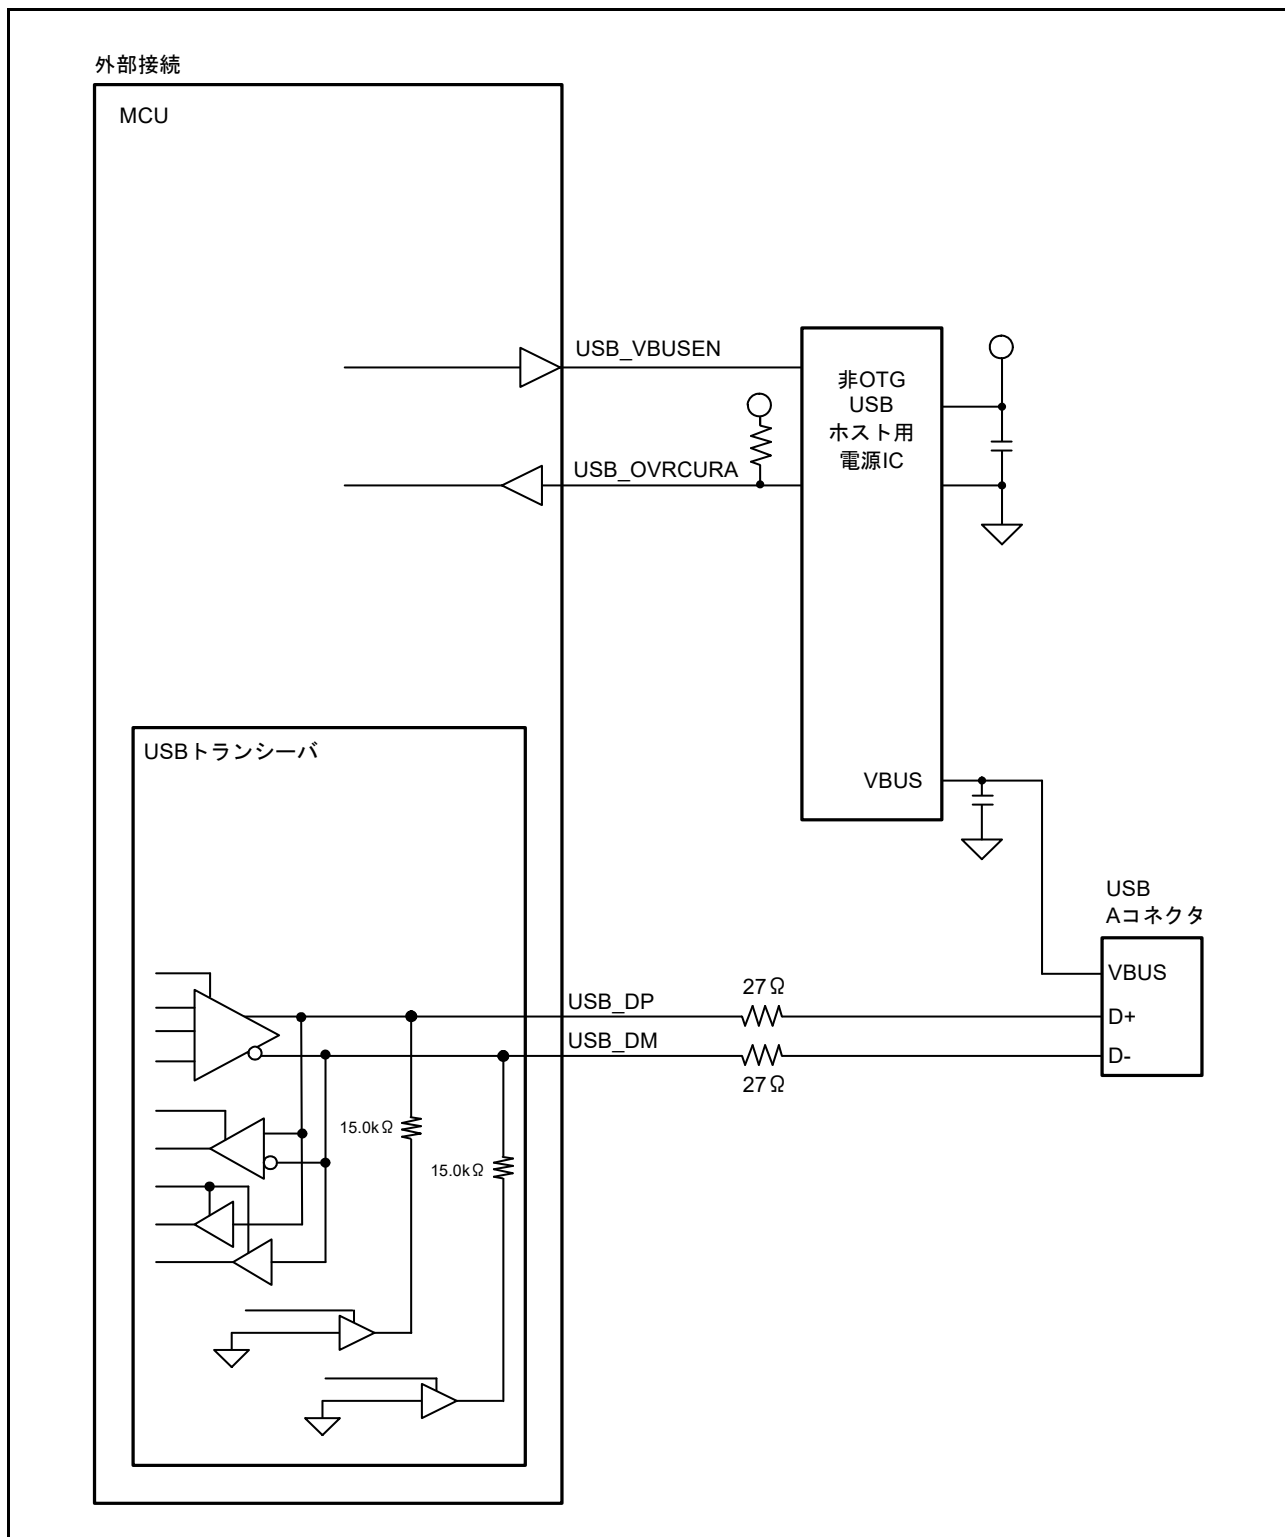 外部接続
MCU
USB_VBUSEN
USB_OVRCURA
非OTG
USB
ホスト用
電源IC
VBUS
USBトランシーバ
USB
Aコネクタ
VBUS
D+
D-
USB_DP
27Ω
USB_DM
27Ω
15.0kΩ
15.0kΩ